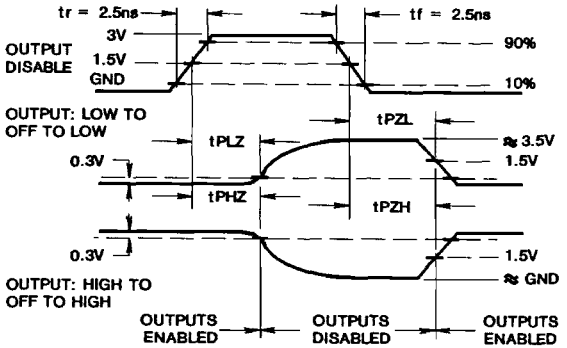 tr = 2.5ns
tf = 2.5ns
3V
90%
OUTPUT
DISABLE
1.5V
GND
10%
OUTPUT: LOW TO
OFF TO LOW
tPZL
tPLZ
≈ 3.5V
0.3V
1.5V
tPHZ
tPZH
0.3V
1.5V
OUTPUT: HIGH TO
OFF TO HIGH
≈ GND
OUTPUTS
ENABLED
OUTPUTS
DISABLED
OUTPUTS
ENABLED